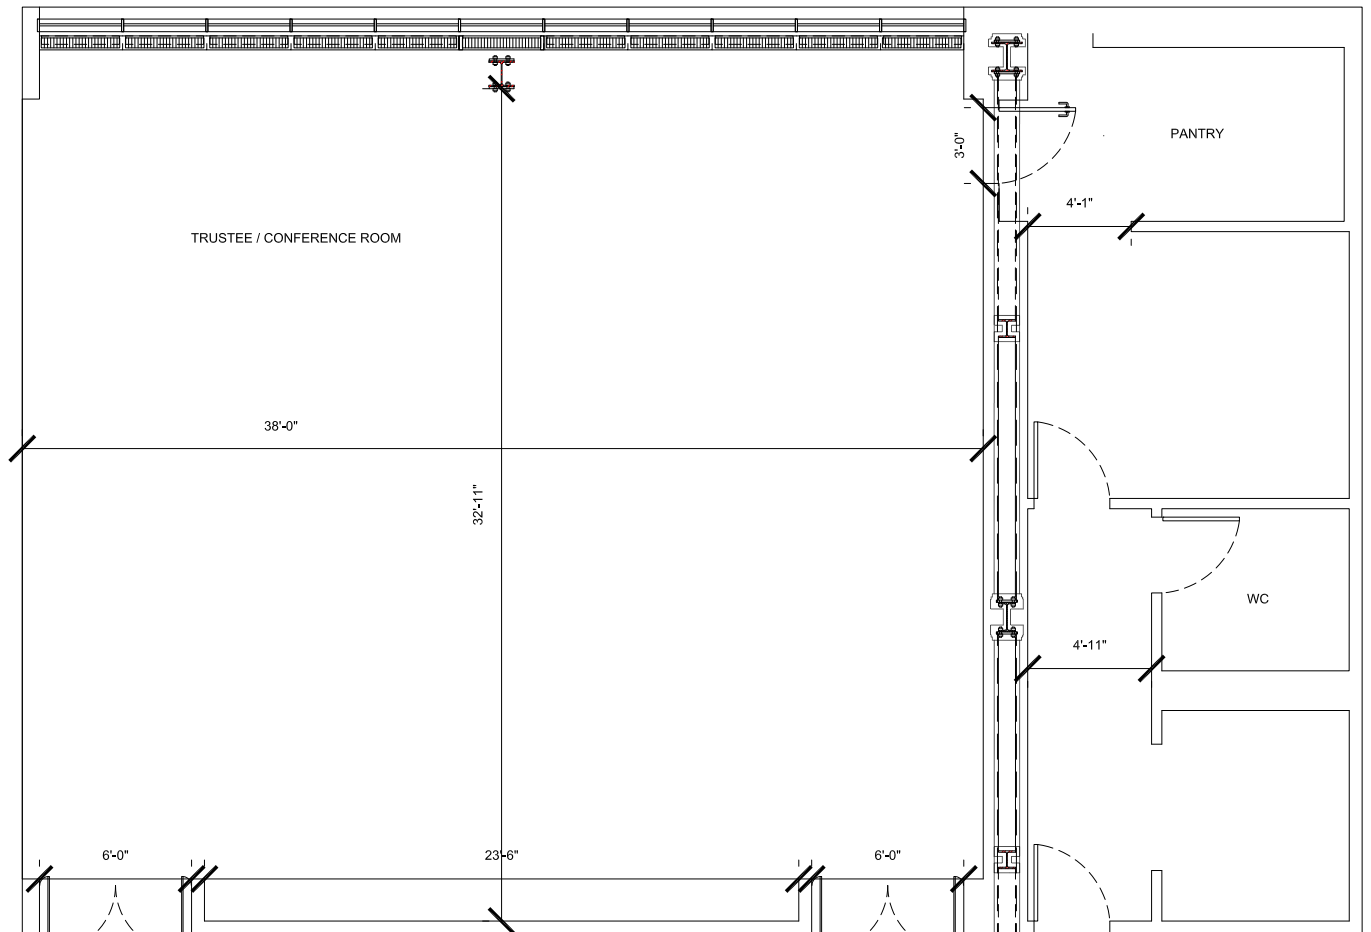 PANTRY
3'-0"
4'-1"
TRUSTEE / CONFERENCE ROOM
38'-0"
32'-11"
WC
4'-11"
6'-0"
23'-6"
6'-0"